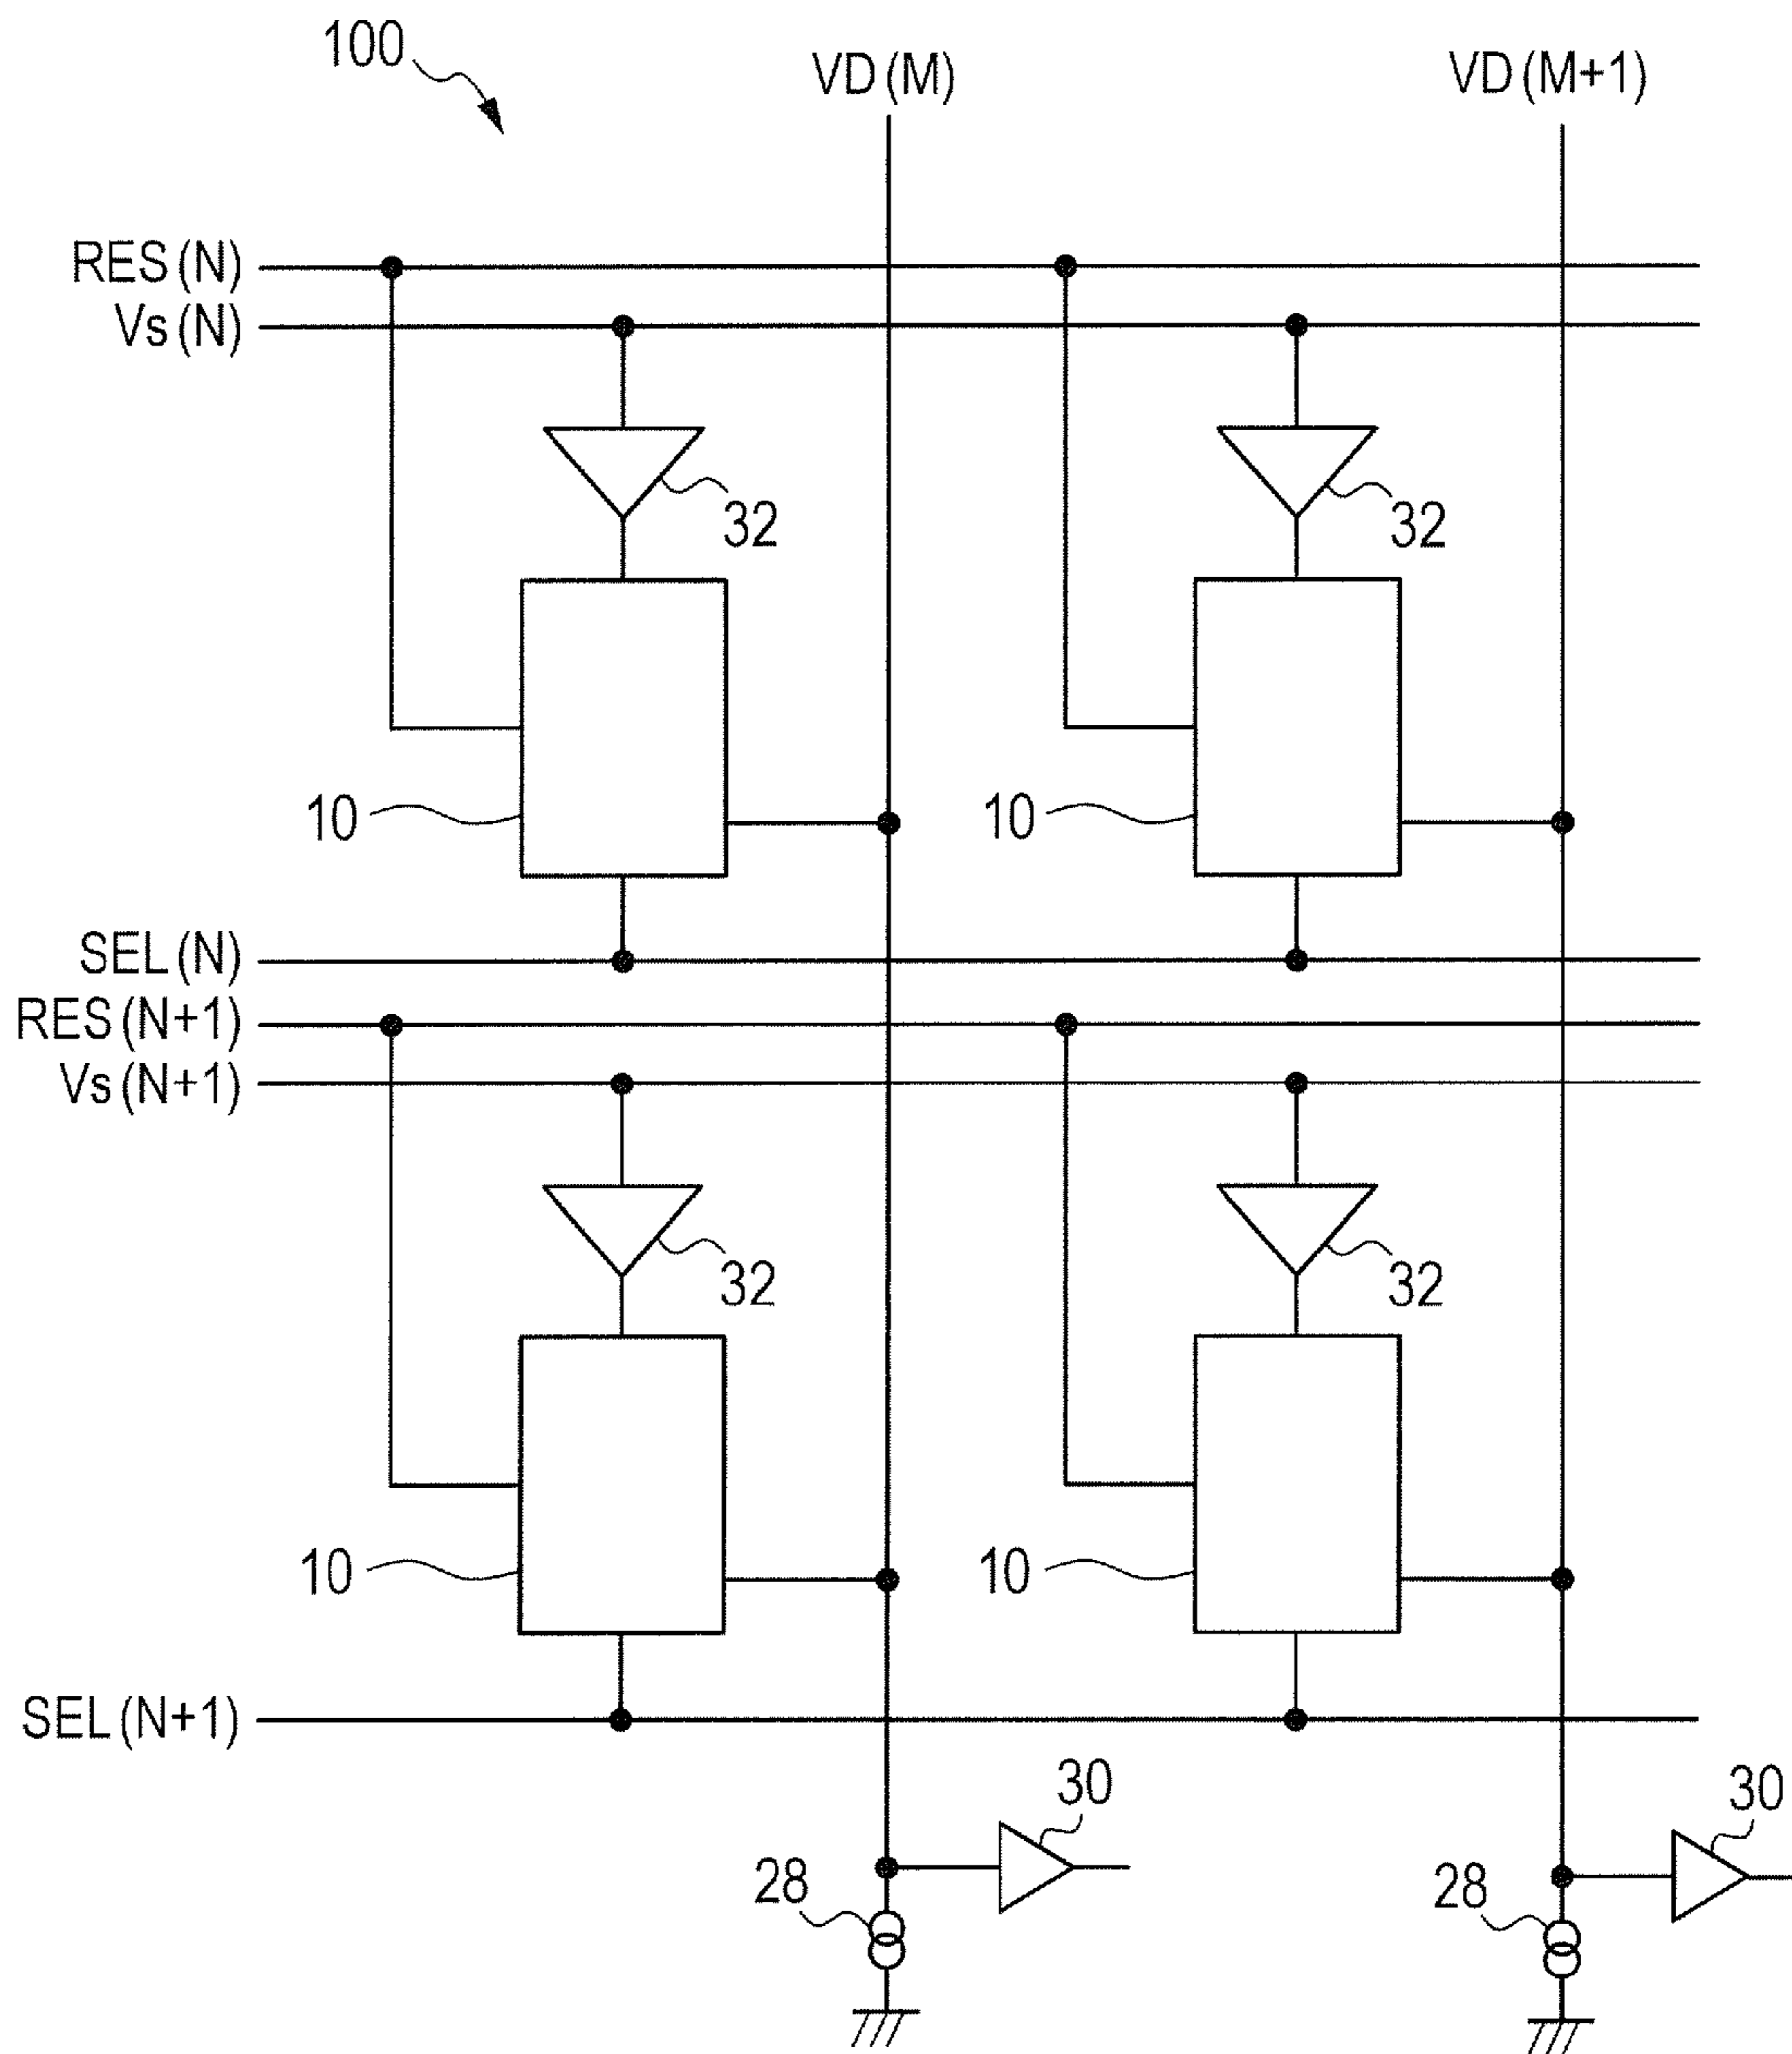 100
VD (M)
VD (M+1)
RES (N)
Vs (N)
32
32
10
10
SEL (N)
RES (N+1)
Vs (N+1)
32
32
10
10
SEL (N+1)
30
30
28
28